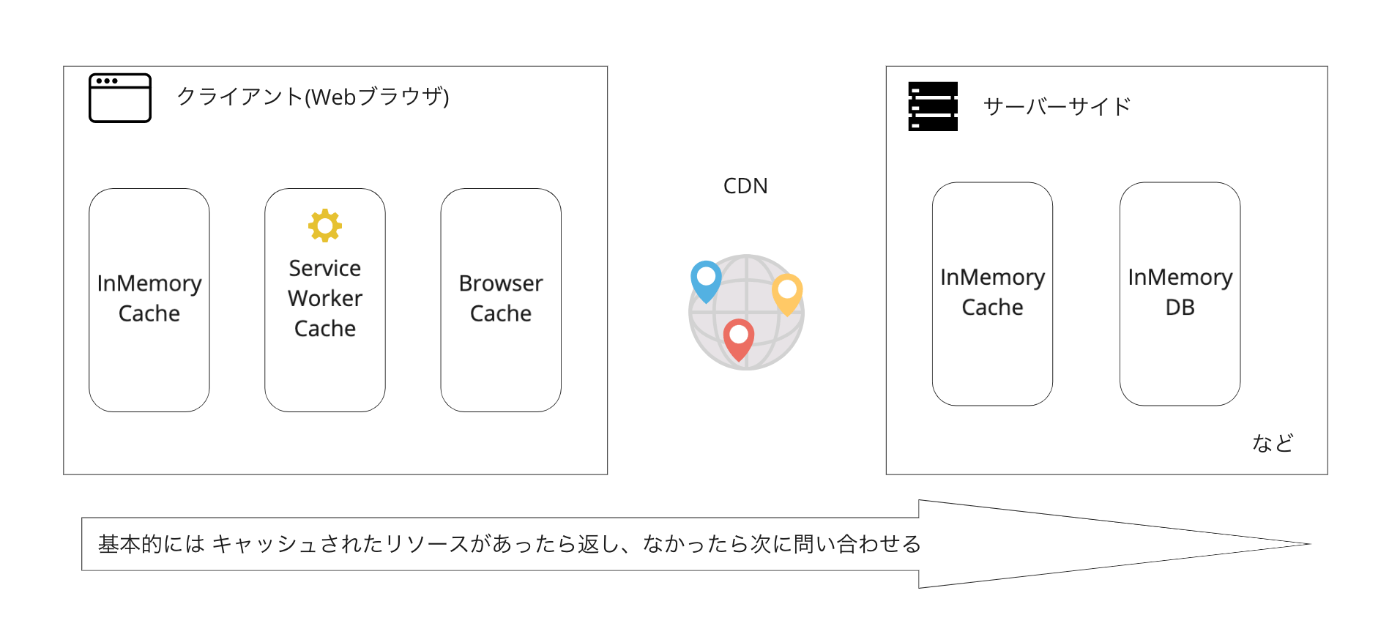 クライアント(Webブラウザ)
InMemory
Cache
Service
Worker
Cache
Browser
Cache
CDN
サーバーサイド
InMemory
Cache
InMemory
DB
など
基本的には キャッシュされたリソースがあったら返し、なかったら次に問い合わせる